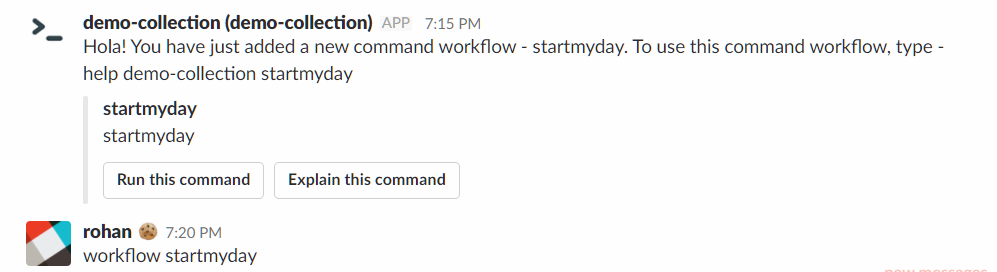 demo-collection (demo-collection) APP 7:15 PM
Hola! You have just added a new command workflow - startmyday. To use this command workflow, type -
help demo-collection startmyday
startmyday
startmyday
Run this command Explain this command
rohan 7:20 PM
workflow startmyday
new messages